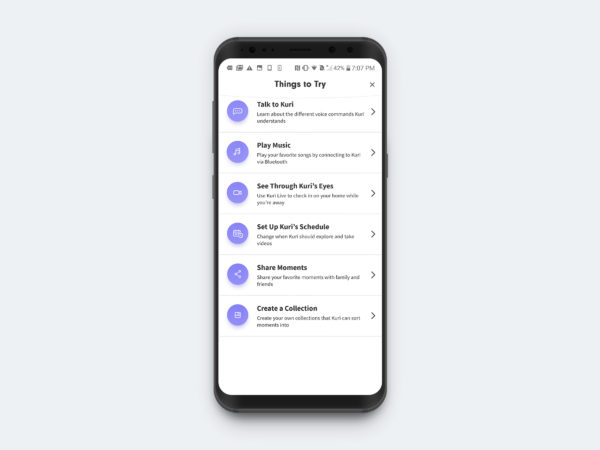 42% 7:07 PM
Things to Try
Talk to Kuri
Learn about the different voice commands Kuri
understands
Play Music
Play your favorite songs by connecting to Kuri
via Bluetooth
See Through Kuri's Eyes
Use Kuri Live to check in on your home while
you're away
Set Up Kuri's Schedule
Change when Kuri should explore and take
videos
Share Moments
Share your favorite moments with family and
friends
Create a Collection
Create your own collections that Kuri can sort
moments into